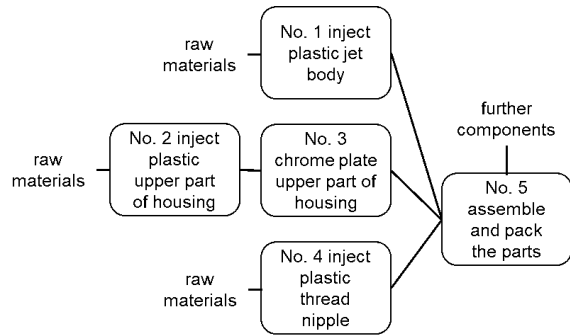 raw
materials
No. 1 inject
plastic jet
body
further
components
raw
materials
No. 2 inject
plastic
upper part
of housing
No. 3
chrome plate
upper part of
housing
No. 5
assemble
and pack
the parts
raw
materials
No. 4 inject
plastic
thread
nipple